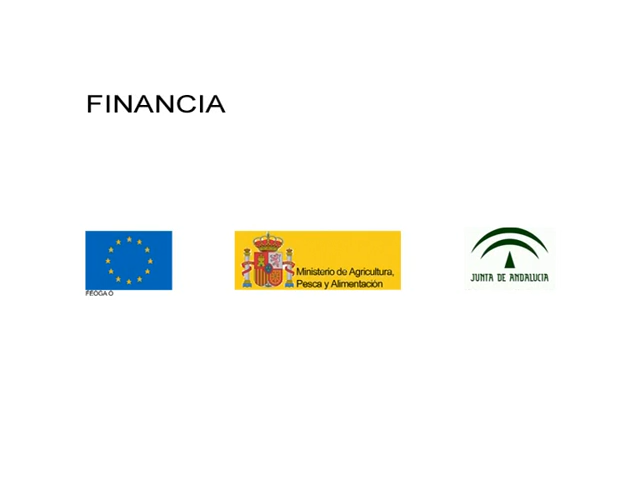 FINANCIA
FEOGA O
Ministerio de Agricultura,
Pesca y Alimentación
JUNTA DE ANDALUCIA